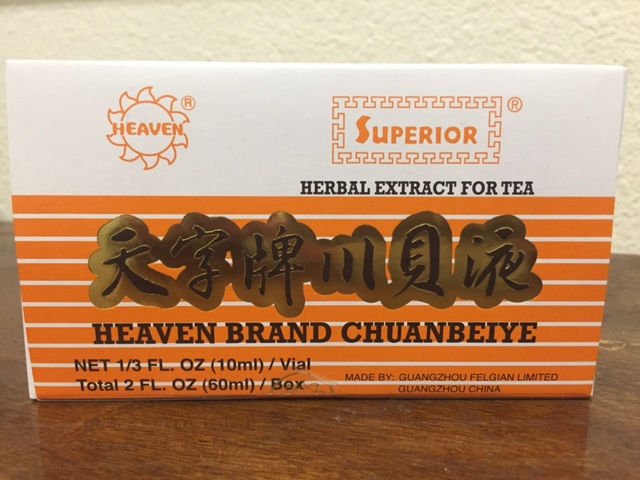 HEAVEN ®
SUPERIOR ®
HERBAL EXTRACT FOR TEA
天字牌川貝液
HEAVEN BRAND CHUANBEIYE
NET 1/3 FL. OZ (10ml) / Vial
Total 2 FL. OZ (60ml) / Box
MADE BY: GUANGZHOU FELGIAN LIMITED
GUANGZHOU CHINA